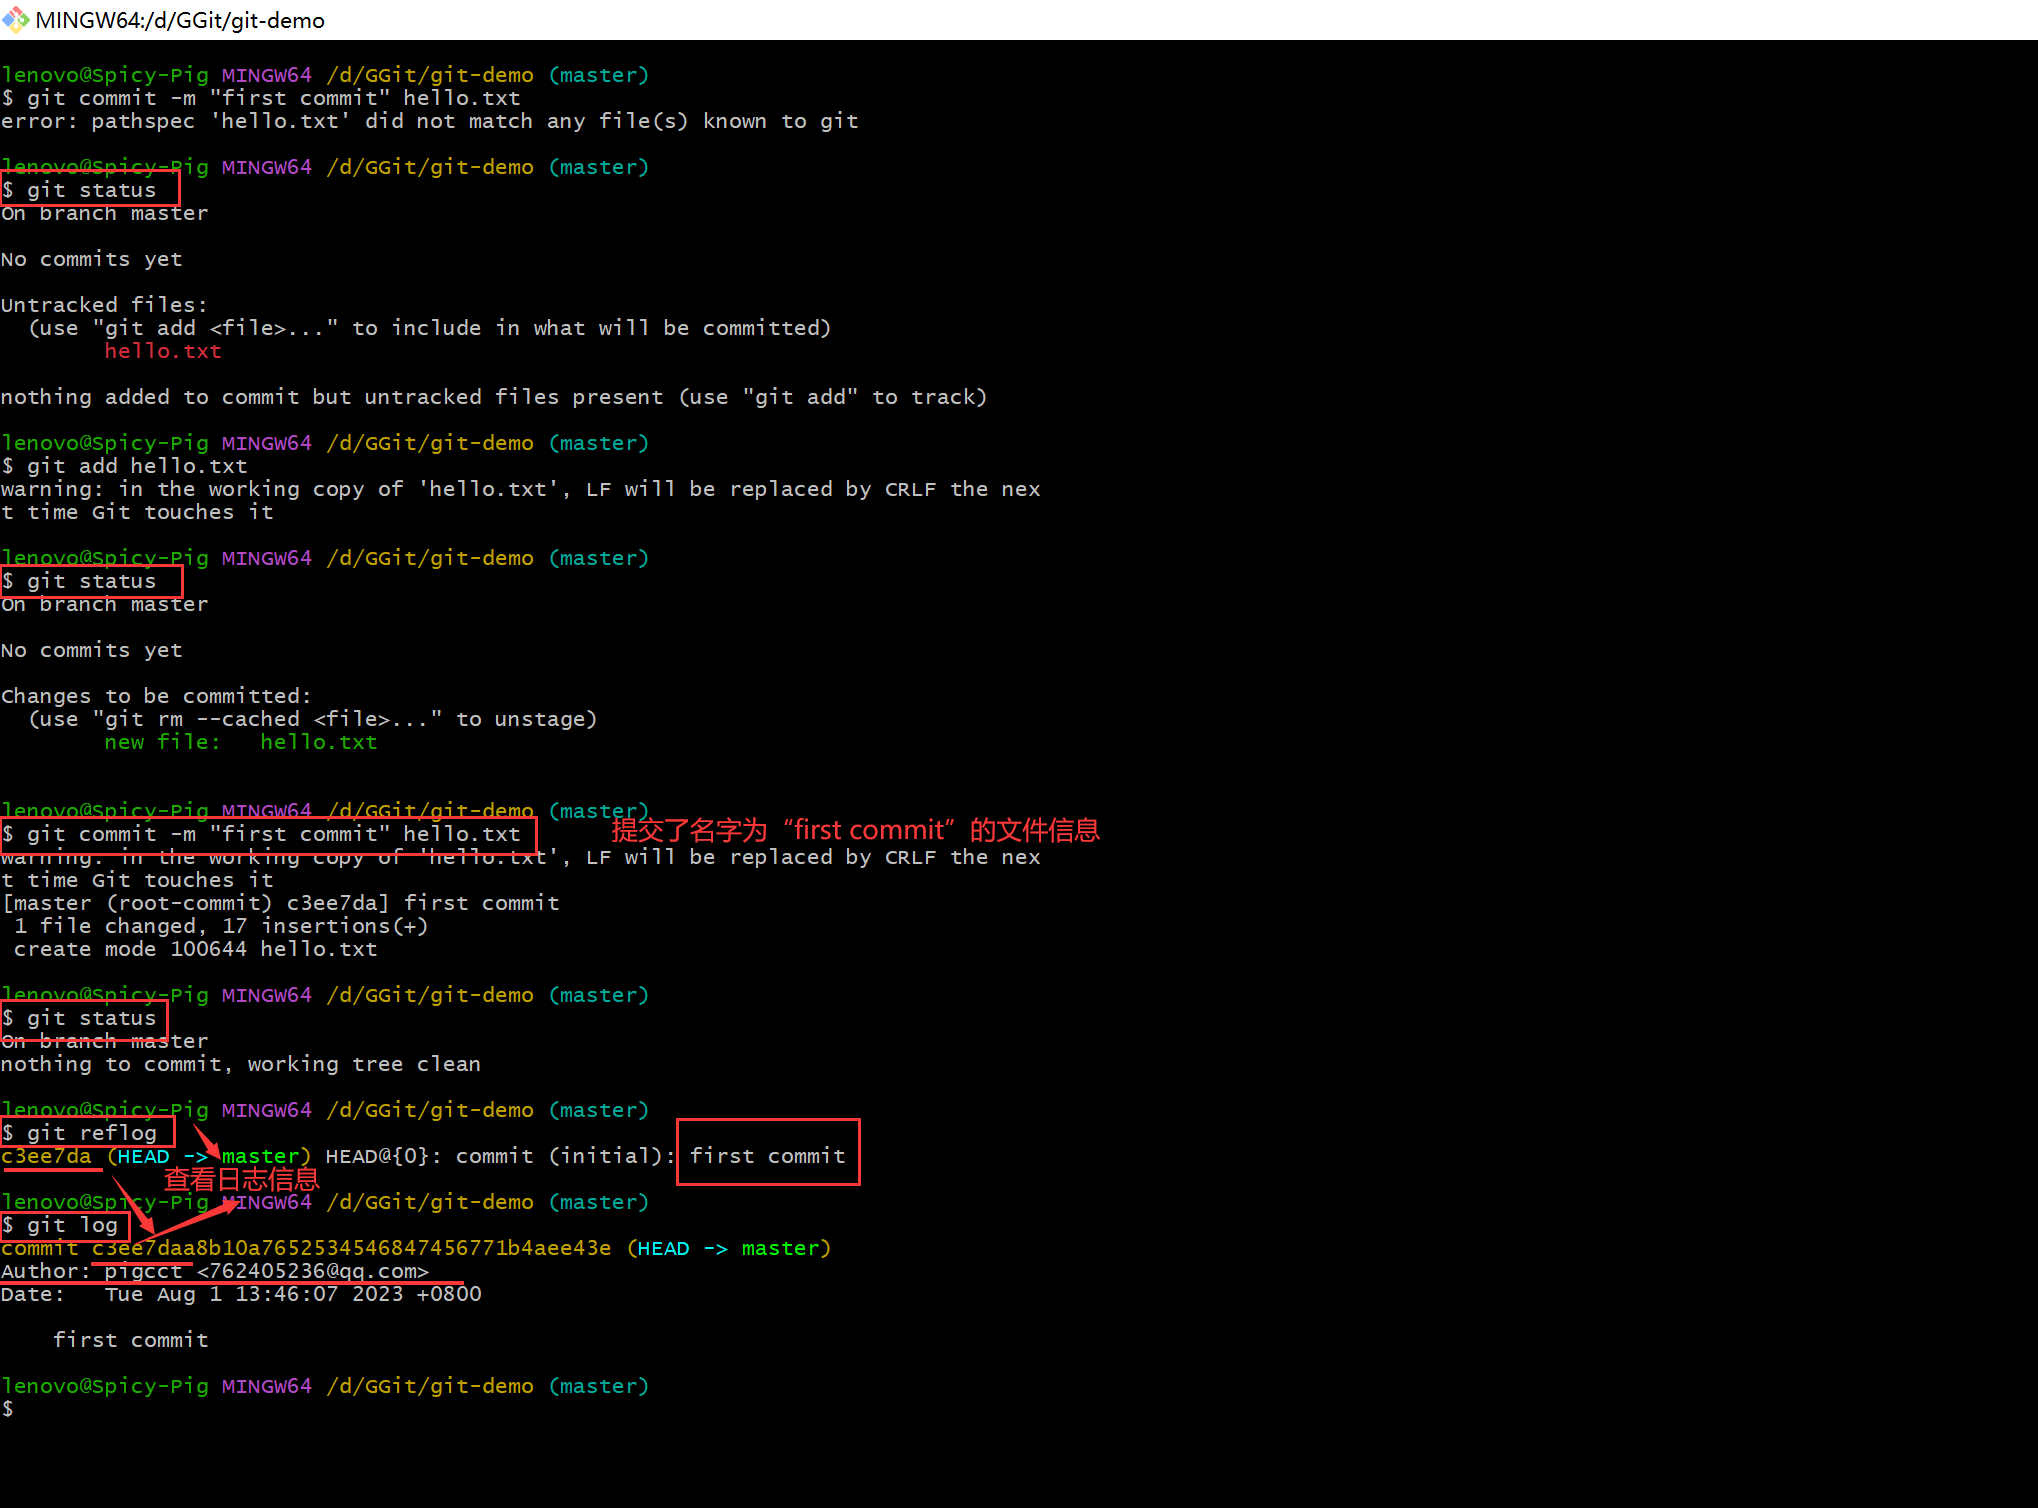 MINGW64:/d/GGit/git-demo
lenovo@Spicy-Pig MINGW64 /d/GGit/git-demo (master)
$ git commit -m "first commit" hello.txt
error: pathspec 'hello.txt' did not match any file(s) known to git
lenovo@Spicy-Pig MINGW64 /d/GGit/git-demo (master)
$ git status
On branch master
No commits yet
Untracked files:
  (use "git add <file>..." to include in what will be committed)
        hello.txt
nothing added to commit but untracked files present (use "git add" to track)
lenovo@Spicy-Pig MINGW64 /d/GGit/git-demo (master)
$ git add hello.txt
warning: in the working copy of 'hello.txt', LF will be replaced by CRLF the nex
t time Git touches it
lenovo@Spicy-Pig MINGW64 /d/GGit/git-demo (master)
$ git status
On branch master
No commits yet
Changes to be committed:
  (use "git rm --cached <file>..." to unstage)
        new file:   hello.txt
lenovo@Spicy-Pig MINGW64 /d/GGit/git-demo (master)
$ git commit -m "first commit" hello.txt
提交了名字为“first commit”的文件信息
warning: in the working copy of 'hello.txt', LF will be replaced by CRLF the nex
t time Git touches it
[master (root-commit) c3ee7da] first commit
 1 file changed, 17 insertions(+)
 create mode 100644 hello.txt
lenovo@Spicy-Pig MINGW64 /d/GGit/git-demo (master)
$ git status
On branch master
nothing to commit, working tree clean
lenovo@Spicy-Pig MINGW64 /d/GGit/git-demo (master)
$ git reflog
c3ee7da (HEAD -> master) HEAD@{0}: commit (initial): first commit
查看日志信息
lenovo@Spicy-Pig MINGW64 /d/GGit/git-demo (master)
$ git log
commit c3ee7daa8b10a7652534546847456771b4aee43e (HEAD -> master)
Author: pigcct <762405236@qq.com>
Date:   Tue Aug 1 13:46:07 2023 +0800
    first commit
lenovo@Spicy-Pig MINGW64 /d/GGit/git-demo (master)
$